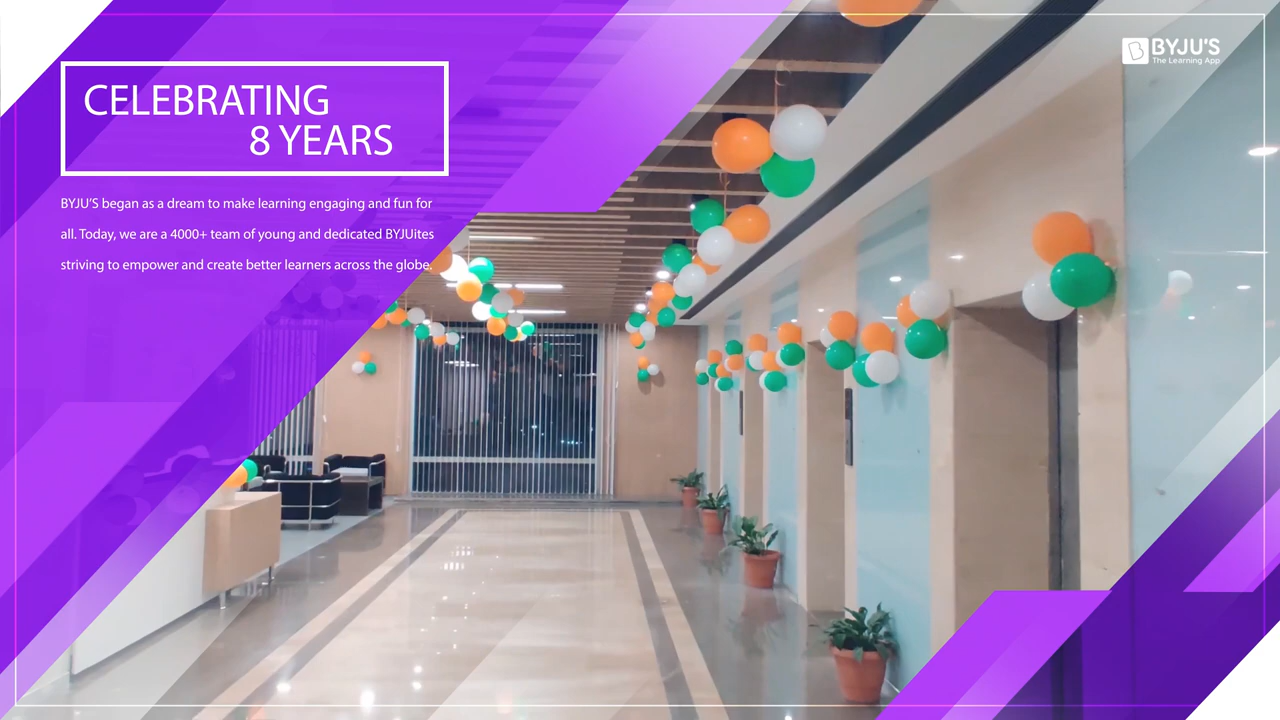 BYJU'S
The Learning App
CELEBRATING
8 YEARS
BYJU'S began as a dream to make learning engaging and fun for
all. Today, we are a 4000+ team of young and dedicated BYJUites
striving to empower and create better learners across the globe.